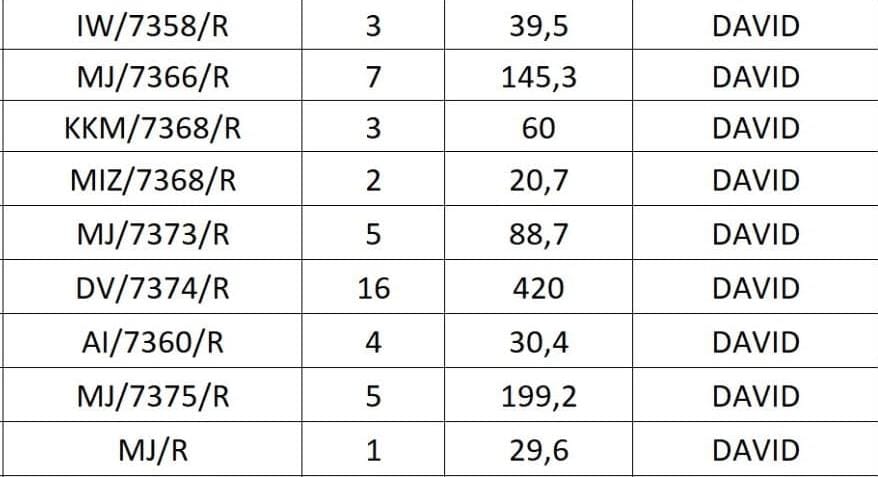 IW/7358/R 3 39,5 DAVID
MJ/7366/R 7 145,3 DAVID
KKM/7368/R 3 60 DAVID
MIZ/7368/R 2 20,7 DAVID
MJ/7373/R 5 88,7 DAVID
DV/7374/R 16 420 DAVID
AI/7360/R 4 30,4 DAVID
MJ/7375/R 5 199,2 DAVID
MJ/R 1 29,6 DAVID